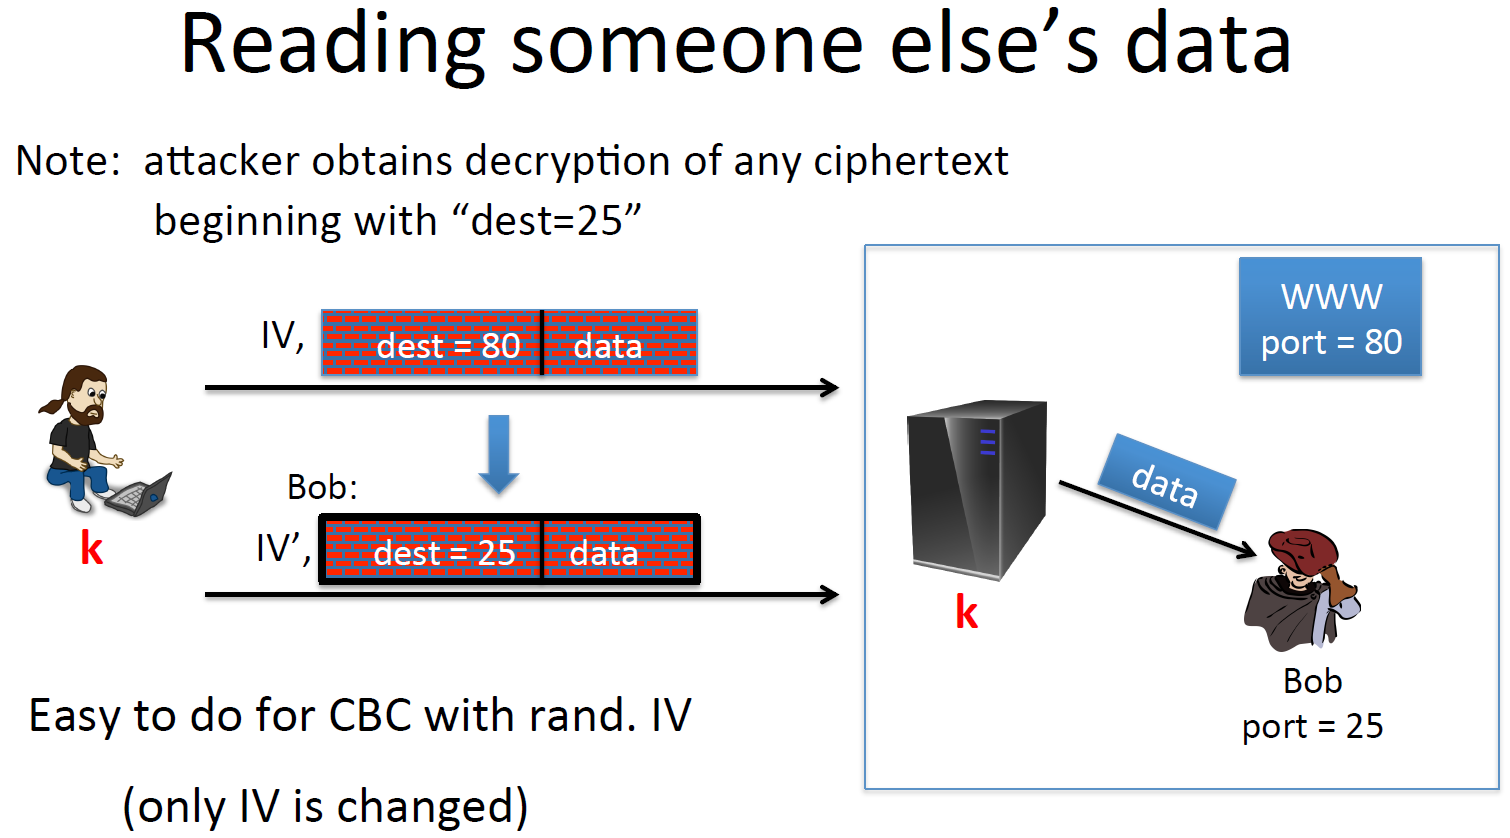 Reading someone else’s data
Note:  attacker obtains decryption of any ciphertext
beginning with “dest=25”
IV,
dest = 80
data
WWW
port = 80
Bob:
IV’,
dest = 25
data
k
k
data
Bob
port = 25
Easy to do for CBC with rand. IV
(only IV is changed)